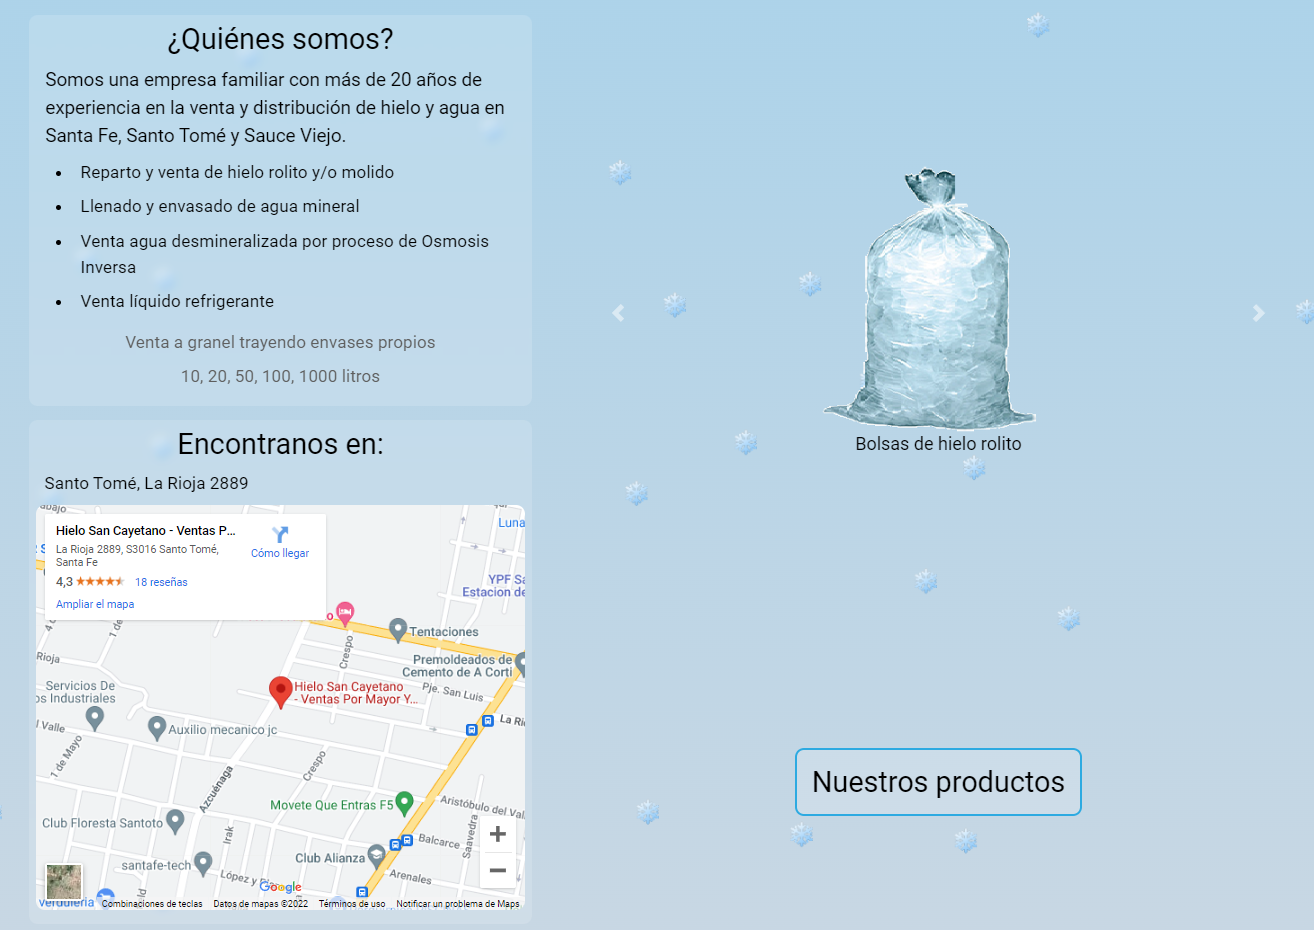 ¿Quiénes somos?
Somos una empresa familiar con más de 20 años de
experiencia en la venta y distribución de hielo y agua en
Santa Fe, Santo Tomé y Sauce Viejo.
• Reparto y venta de hielo rolito y/o molido
• Llenado y envasado de agua mineral
• Venta agua desmineralizada por proceso de Osmosis
Inversa
• Venta líquido refrigerante
Venta a granel trayendo envases propios
10, 20, 50, 100, 1000 litros
Encontranos en:
Santo Tomé, La Rioja 2889
Hielo San Cayetano - Ventas P...
La Rioja 2889, S3016 Santo Tomé,
Santa Fe
Cómo llegar
4,3
18 reseñas
Ampliar el mapa
Luna
YPF Sa
Estacion de
Tentaciones
Crespo
Premoldeados de
Cemento de A Corti
Rioja
Pje. San Luis
Servicios De
os Industriales
Hielo San Cayetano
- Ventas Por Mayor Y...
La Rio
l Valle
Auxilio mecanico jc
1 de Mayo
Crespo
Azcuénaga
Movete Que Entras F5
Aristóbulo del Val
Club Floresta Santoto
Irak
Balcarce
Saavedra
santafe-tech
Club Alianza
Arenales
López y
Google
Verdulería
Combinaciones de teclas
Datos de mapas ©2022
Términos de uso
Notificar un problema de Maps
Bolsas de hielo rolito
Nuestros productos